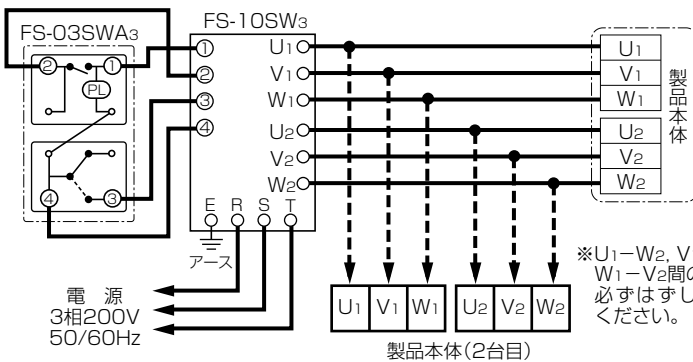 FS-03SWA3
②
①
PL
④
③
FS-10SW3
①
②
③
④
U1
V1
W1
U2
V2
W2
E
R
S
T
アース
電 源
3相200V
50/60Hz
U1
V1
W1
U2
V2
W2
製品本体
U1
V1
W1
U2
V2
W2
製品本体(2台目)
※U1−W2, V
W1−V2間の
必ずはずし
ください。